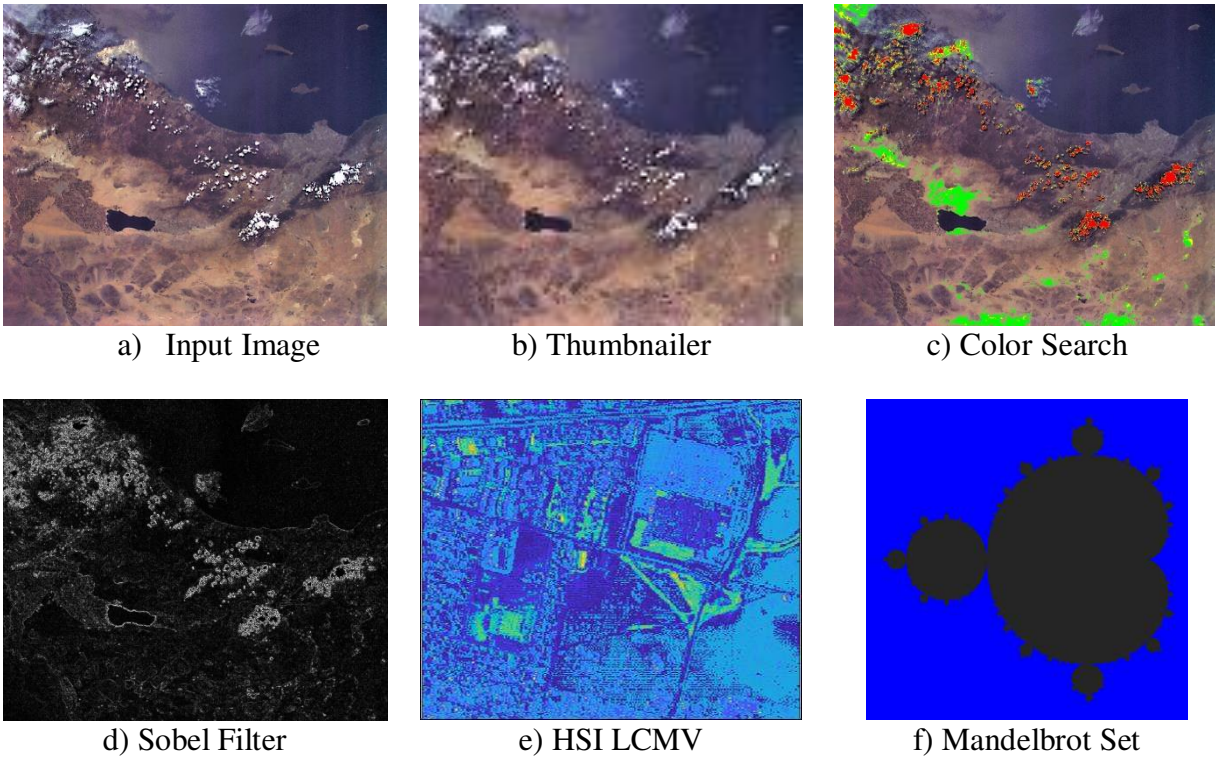 a) Input Image
b) Thumbnailer
c) Color Search
d) Sobel Filter
e) HSI LCMV
f) Mandelbrot Set